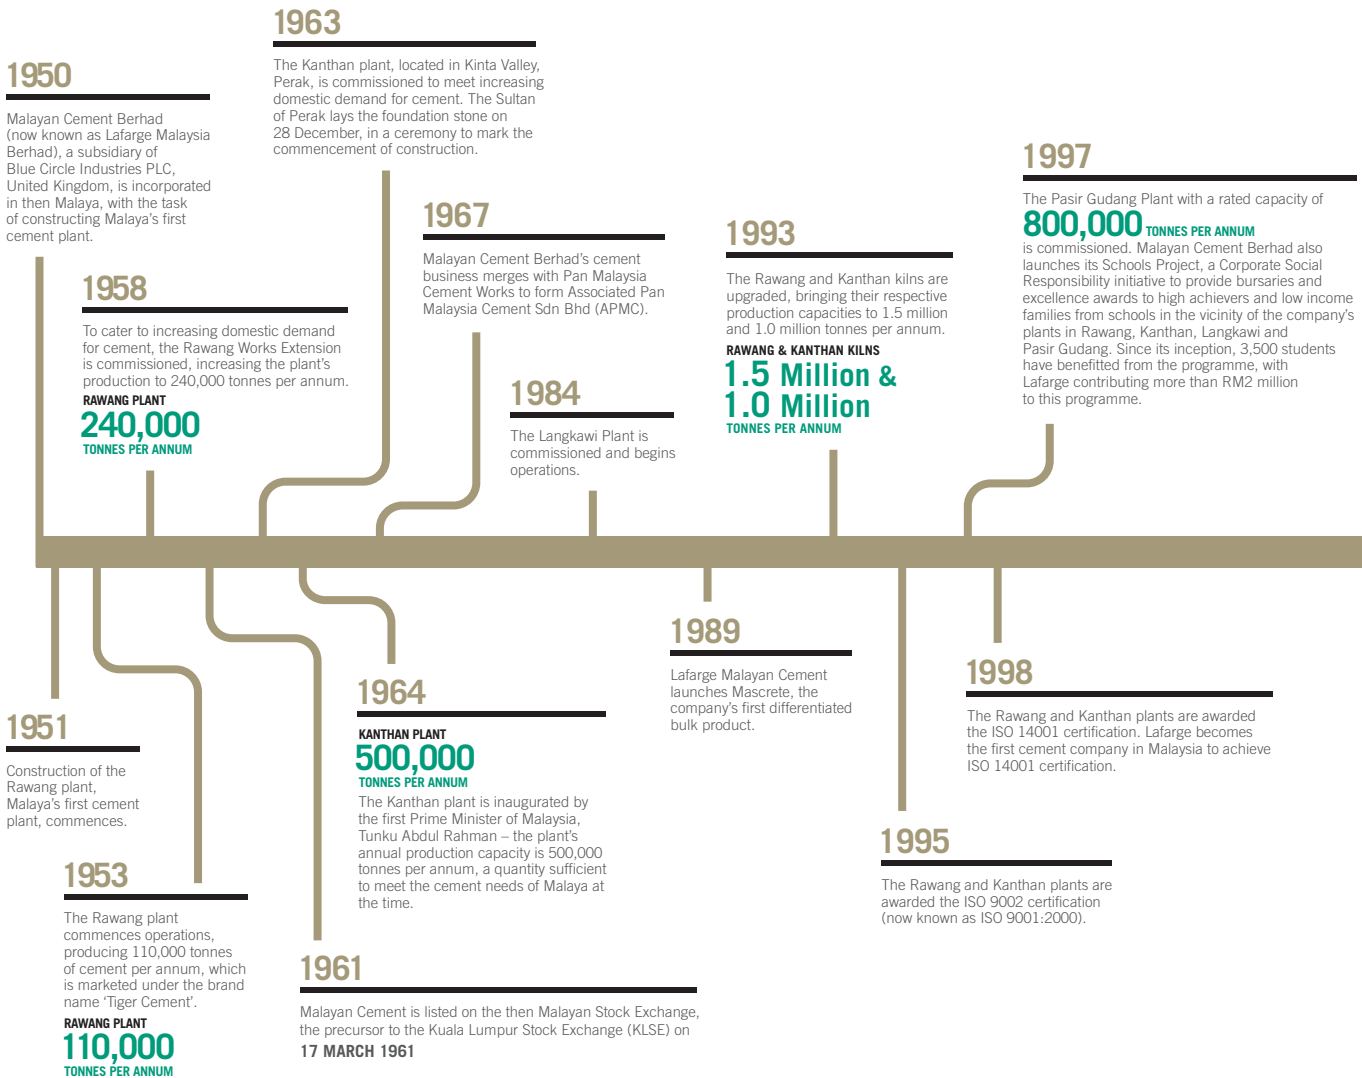 1963
The Kanthan plant, located in Kinta Valley,
Perak, is commissioned to meet increasing
domestic demand for cement. The Sultan
of Perak lays the foundation stone on
28 December, in a ceremony to mark the
commencement of construction.
1950
Malayan Cement Berhad
(now known as Lafarge Malaysia
Berhad), a subsidiary of
Blue Circle Industries PLC,
United Kingdom, is incorporated
in then Malaya, with the task
of constructing Malaya's first
cement plant.
1997
The Pasir Gudang Plant with a rated capacity of
800,000 TONNES PER ANNUM
is commissioned. Malayan Cement Berhad also
launches its Schools Project, a Corporate Social
Responsibility initiative to provide bursaries and
excellence awards to high achievers and low income
families from schools in the vicinity of the company's
plants in Rawang, Kanthan, Langkawi and
Pasir Gudang. Since its inception, 3,500 students
have benefitted from the programme, with
Lafarge contributing more than RM2 million
to this programme.
1967
Malayan Cement Berhad's cement
business merges with Pan Malaysia
Cement Works to form Associated Pan
Malaysia Cement Sdn Bhd (APMC).
1993
The Rawang and Kanthan kilns are
upgraded, bringing their respective
production capacities to 1.5 million
and 1.0 million tonnes per annum.
RAWANG & KANTHAN KILNS
1.5 Million &
1.0 Million
TONNES PER ANNUM
1958
To cater to increasing domestic demand
for cement, the Rawang Works Extension
is commissioned, increasing the plant's
production to 240,000 tonnes per annum.
RAWANG PLANT
240,000
TONNES PER ANNUM
1984
The Langkawi Plant is
commissioned and begins
operations.
1989
Lafarge Malayan Cement
launches Mascrete, the
company's first differentiated
bulk product.
1998
The Rawang and Kanthan plants are awarded
the ISO 14001 certification. Lafarge becomes
the first cement company in Malaysia to achieve
ISO 14001 certification.
1964
KANTHAN PLANT
500,000
TONNES PER ANNUM
The Kanthan plant is inaugurated by
the first Prime Minister of Malaysia,
Tunku Abdul Rahman – the plant's
annual production capacity is 500,000
tonnes per annum, a quantity sufficient
to meet the cement needs of Malaya at
the time.
1951
Construction of the
Rawang plant,
Malaya's first cement
plant, commences.
1995
The Rawang and Kanthan plants are
awarded the ISO 9002 certification
(now known as ISO 9001:2000).
1953
The Rawang plant
commences operations,
producing 110,000 tonnes
of cement per annum, which
is marketed under the brand
name 'Tiger Cement'.
RAWANG PLANT
110,000
TONNES PER ANNUM
1961
Malayan Cement is listed on the then Malayan Stock Exchange,
the precursor to the Kuala Lumpur Stock Exchange (KLSE) on
17 MARCH 1961